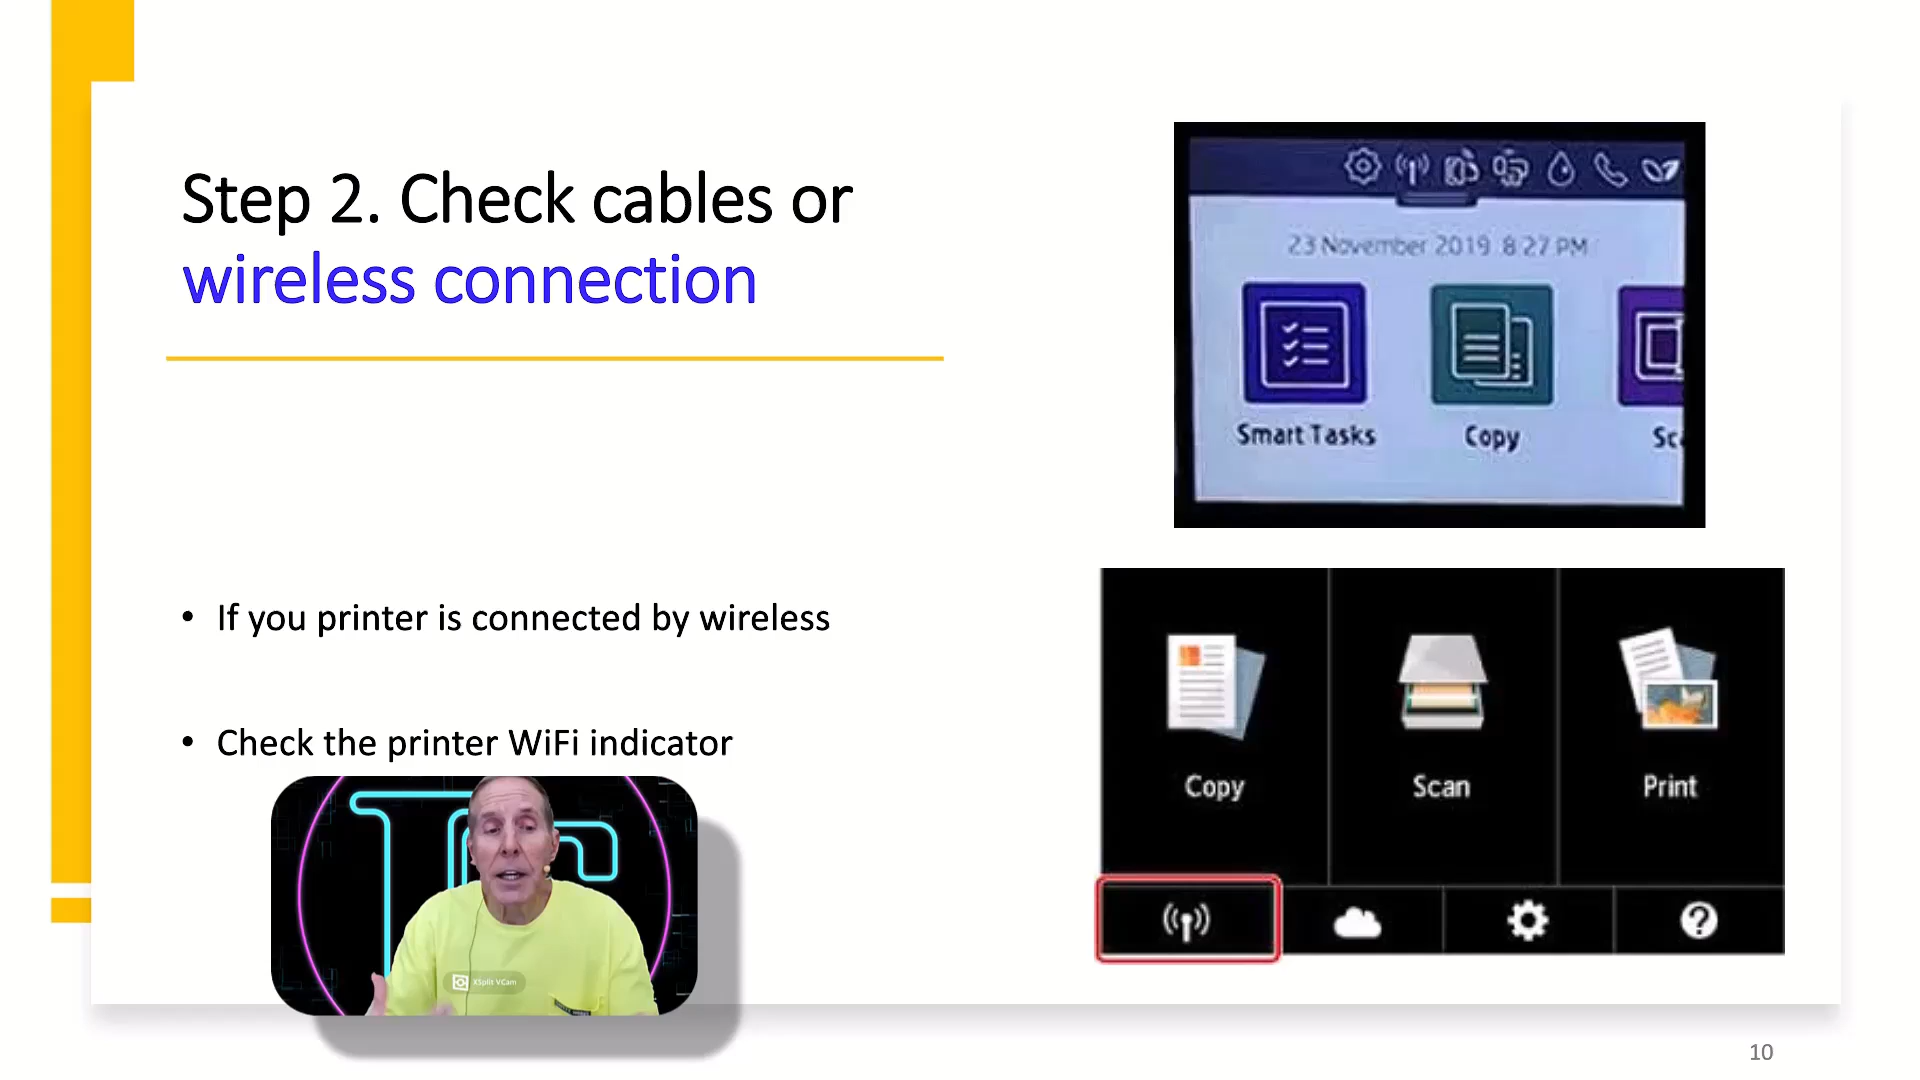 Step 2. Check cables or
wireless connection
• If you printer is connected by wireless
• Check the printer WiFi indicator
23 November 2019 8 27 PM
Smart Tasks
Copy
Copy
Scan
Print
XSplit VCam
10